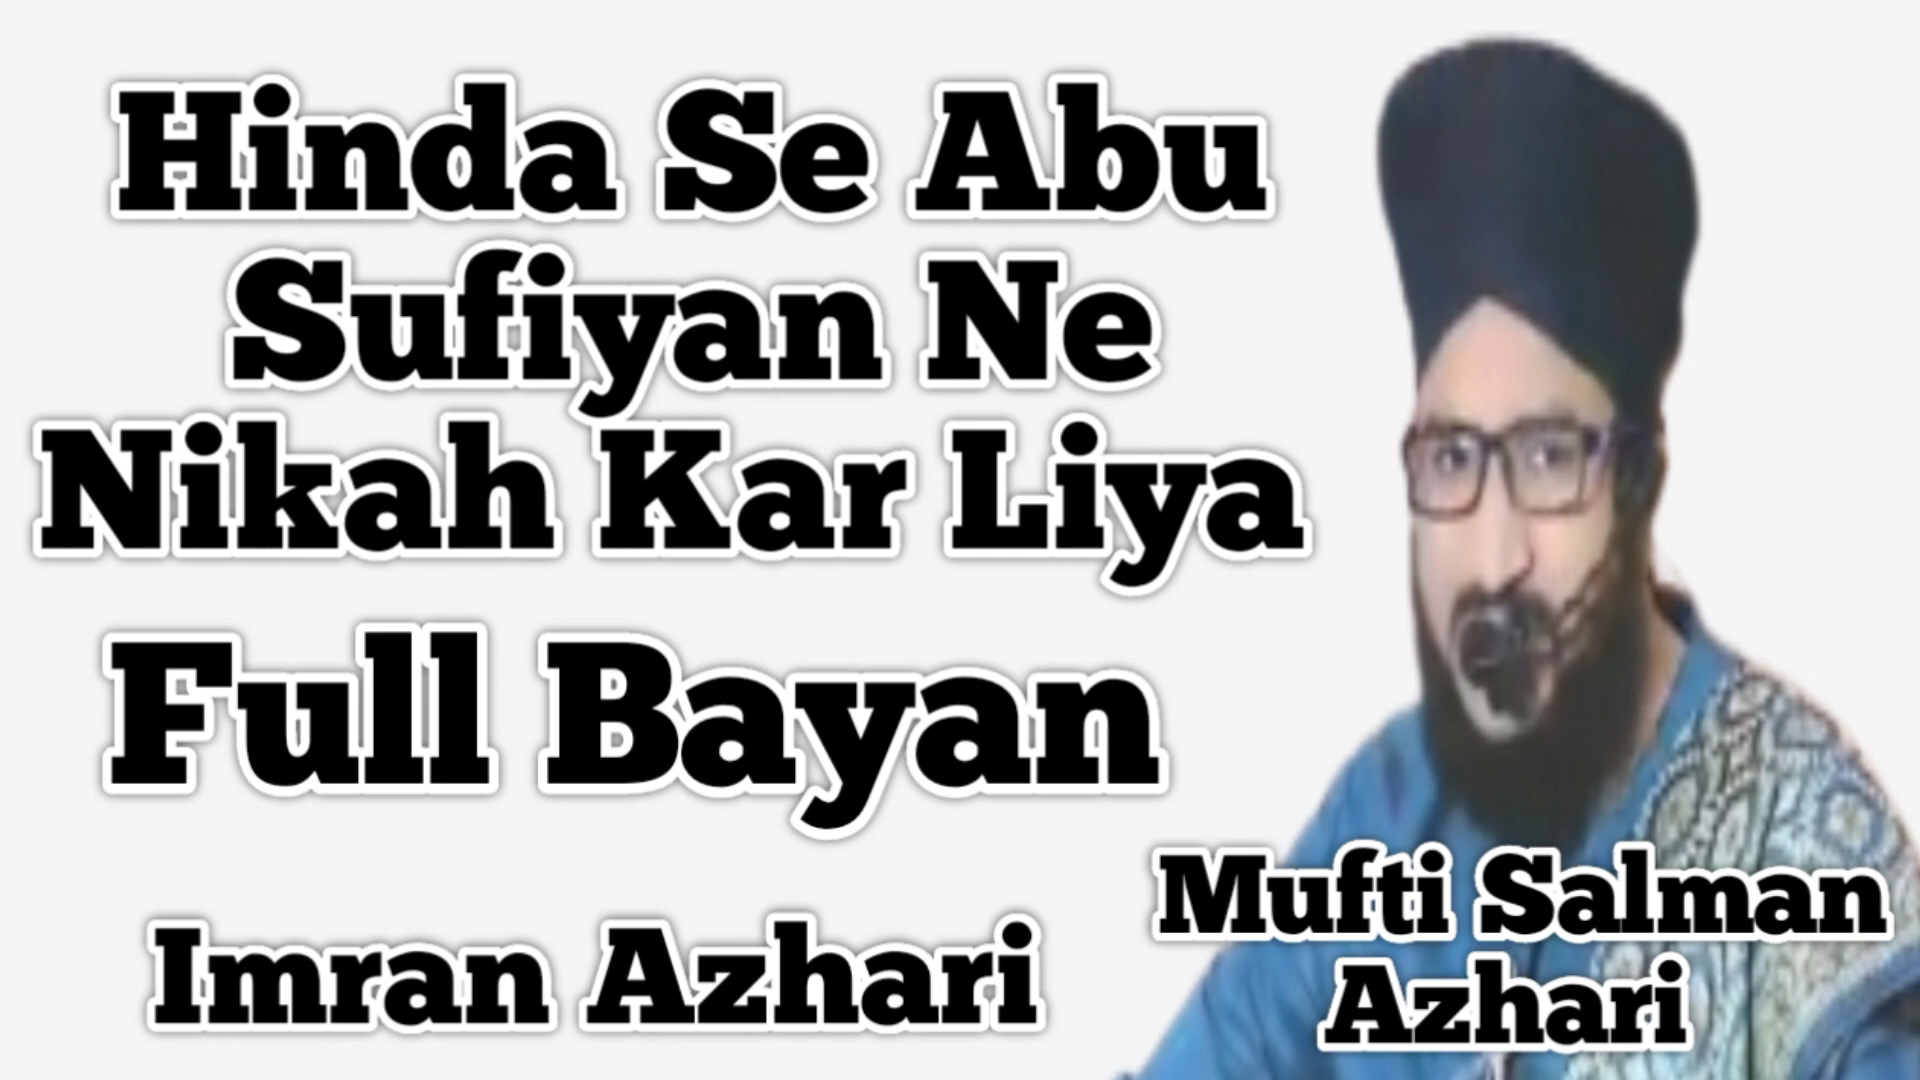 Hinda Se Abu
Sufiyan Ne
Nikah Kar Liya
Full Bayan
Imran Azhari
Mufti Salman
Azhari